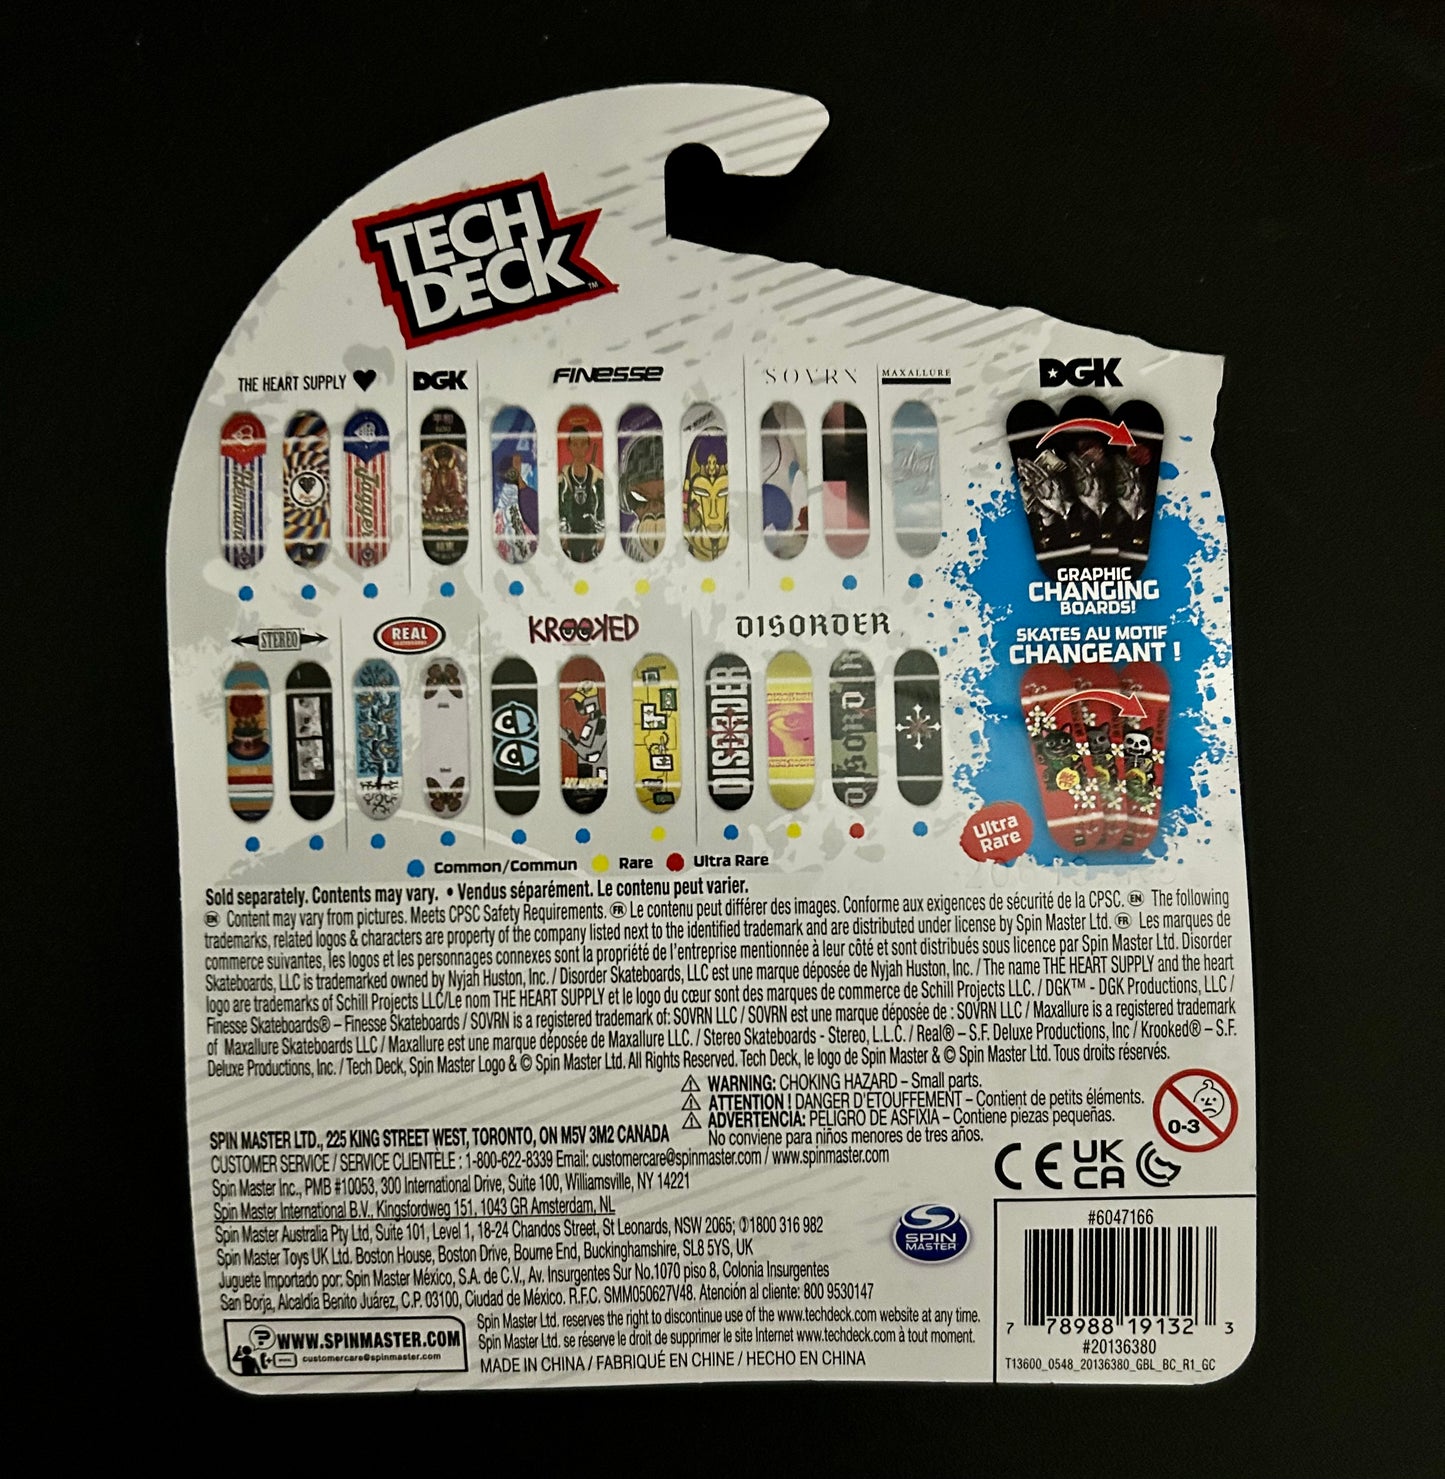 TECH
DECK™
THE HEART SUPPLY
DGK
FINESSE
SOVRN
MAXALLURE
DGK
Jagger
GRAPHIC
CHANGING
BOARDS!
SKATES AU MOTIF
CHANGEANT !
STEREO
REAL
KROOKED
DISORDER
DISORDER
DISORDER
Ultra
Rare
Common/Commun Rare Ultra Rare
Sold separately. Contents may vary. • Vendus séparément. Le contenu peut varier.
EN Content may vary from pictures. Meets CPSC Safety Requirements. FR Le contenu peut différer des images. Conforme aux exigences de sécurité de la CPSC. EN The following
trademarks, related logos & characters are property of the company listed next to the identified trademark and are distributed under license by Spin Master Ltd. FR Les marques de
commerce suivantes, les logos et les personnages connexes sont la propriété de l'entreprise mentionnée à leur côté et sont distribués sous licence par Spin Master Ltd. Disorder
Skateboards, LLC is trademarked owned by Nyjah Huston, Inc. / Disorder Skateboards, LLC est une marque déposée de Nyjah Huston, Inc. / The name THE HEART SUPPLY and the heart
logo are trademarks of Schill Projects LLC/Le nom THE HEART SUPPLY et le logo du cœur sont des marques de commerce de Schill Projects LLC. / DGK™ - DGK Productions, LLC /
Finesse Skateboards® – Finesse Skateboards / SOVRN is a registered trademark of: SOVRN LLC / SOVRN est une marque déposée de : SOVRN LLC / Maxallure is a registered trademark
of Maxallure Skateboards LLC / Maxallure est une marque déposée de Maxallure LLC. / Stereo Skateboards - Stereo, L.L.C. / Real® – S.F. Deluxe Productions, Inc / Krooked® – S.F.
Deluxe Productions, Inc. / Tech Deck, Spin Master Logo & © Spin Master Ltd. All Rights Reserved. Tech Deck, le logo de Spin Master & © Spin Master Ltd. Tous droits réservés.
WARNING: CHOKING HAZARD – Small parts.
ATTENTION ! DANGER D'ÉTOUFFEMENT – Contient de petits éléments.
ADVERTENCIA: PELIGRO DE ASFIXIA – Contiene piezas pequeñas.
No conviene para niños menores de tres años.
0-3
SPIN MASTER LTD., 225 KING STREET WEST, TORONTO, ON M5V 3M2 CANADA
CUSTOMER SERVICE / SERVICE CLIENTÈLE : 1-800-622-8339 Email: customercare@spinmaster.com / www.spinmaster.com
Spin Master Inc., PMB #10053, 300 International Drive, Suite 100, Williamsville, NY 14221
Spin Master International B.V., Kingsfordweg 151, 1043 GR Amsterdam, NL
Spin Master Australia Pty Ltd, Suite 101, Level 1, 18-24 Chandos Street, St Leonards, NSW 2065; 1800 316 982
Spin Master Toys UK Ltd. Boston House, Boston Drive, Bourne End, Buckinghamshire, SL8 5YS, UK
Juguete Importado por: Spin Master México, S.A. de C.V., Av. Insurgentes Sur No.1070 piso 8, Colonia Insurgentes
San Borja, Alcaldía Benito Juárez, C.P. 03100, Ciudad de México. R.F.C. SMM050627V48. Atención al cliente: 800 9530147
CE UK
CA
SPIN
MASTER
WWW.SPINMASTER.COM
customercare@spinmaster.com
Spin Master Ltd. reserves the right to discontinue use of the www.techdeck.com website at any time.
Spin Master Ltd. se réserve le droit de supprimer le site Internet www.techdeck.com à tout moment.
MADE IN CHINA / FABRIQUÉ EN CHINE / HECHO EN CHINA
#6047166
7 78988 19132 3
#20136380
T13600_0548_20136380_GBL_BC_R1_GC